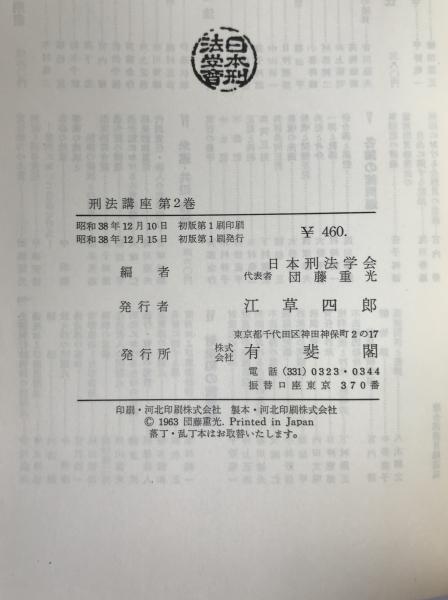 日本刑法学会
刑法講座 第2巻
昭和38年12月10日 初版第1刷印刷
昭和38年12月15日 初版第1刷発行
¥ 460.
編者
日本刑法学会
代表者 団藤重光
発行者 江草四郎
東京都千代田区神田神保町2の17
発行所 株式会社 有斐閣
電話 (331) 0323・0344
振替口座東京 370番
印刷・河北印刷株式会社 製本・河北印刷株式会社
© 1963 団藤重光. Printed in Japan
落丁・乱丁本はお取替いたします。